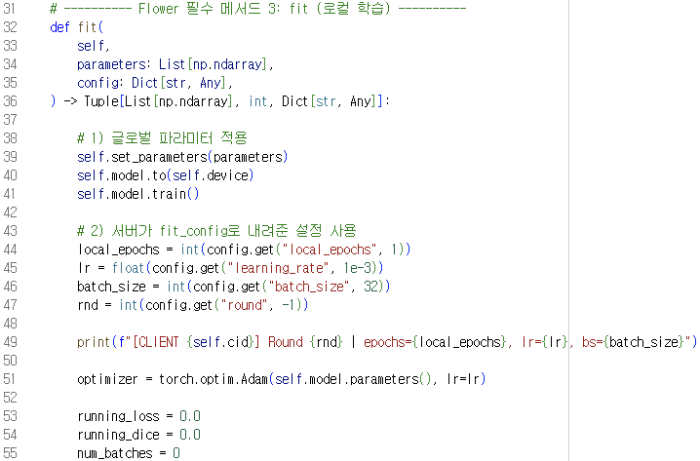 31 # ---------- Flower 필수 메서드 3: fit (로컬 학습) ----------
32 def fit(
33     self,
34     parameters: List[np.ndarray],
35     config: Dict[str, Any],
36 ) -> Tuple[List[np.ndarray], int, Dict[str, Any]]:
37
38     # 1) 글로벌 파라미터 적용
39     self.set_parameters(parameters)
40     self.model.to(self.device)
41     self.model.train()
42
43     # 2) 서버가 fit_config로 내려준 설정 사용
44     local_epochs = int(config.get("local_epochs", 1))
45     lr = float(config.get("learning_rate", 1e-3))
46     batch_size = int(config.get("batch_size", 32))
47     rnd = int(config.get("round", -1))
48
49     print(f"[CLIENT {self.cid}] Round {rnd} | epochs={local_epochs}, lr={lr}, bs={batch_size}")
50
51     optimizer = torch.optim.Adam(self.model.parameters(), lr=lr)
52
53     running_loss = 0.0
54     running_dice = 0.0
55     num_batches = 0